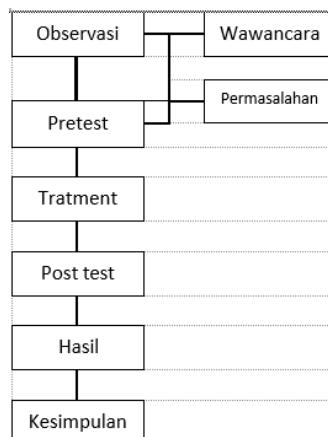 Observasi
Wawancara
Permasalahan
Pretest
Tratment
Post test
Hasil
Kesimpulan